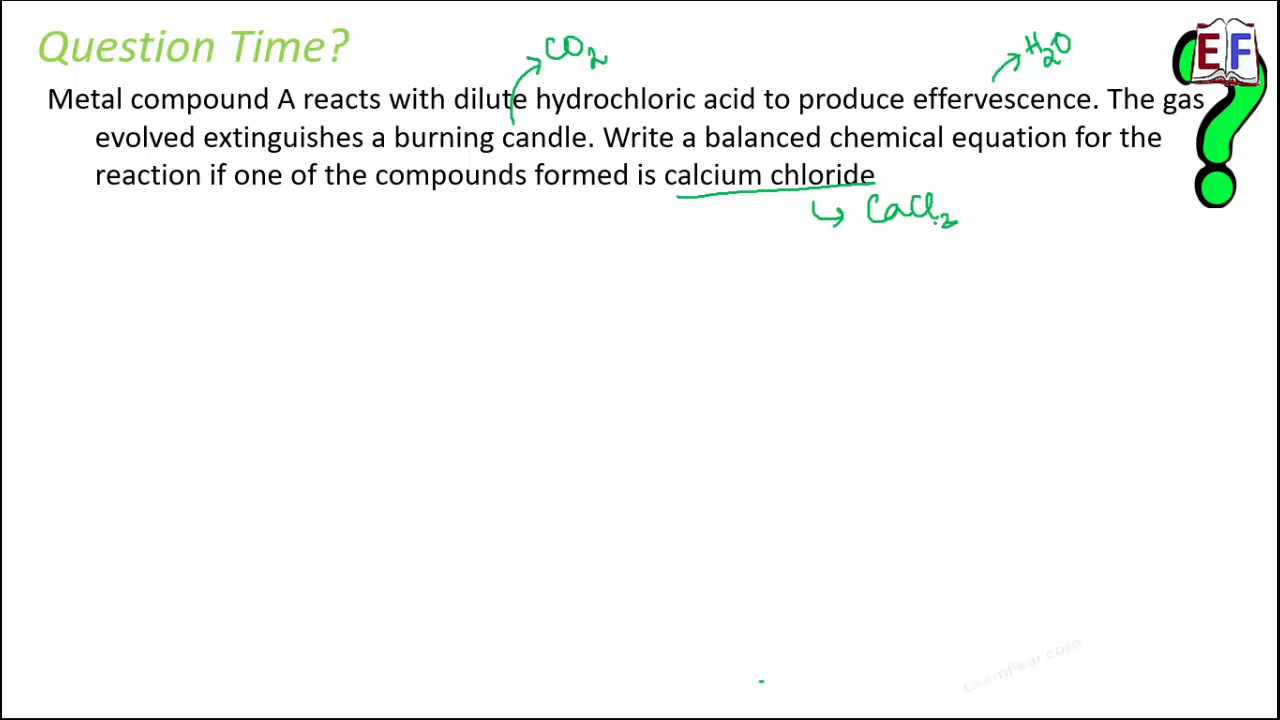 Question Time?
CO2
H2O
EF
Metal compound A reacts with dilute hydrochloric acid to produce effervescence. The gas
evolved extinguishes a burning candle. Write a balanced chemical equation for the
reaction if one of the compounds formed is calcium chloride
CaCl2
ExamFear.com